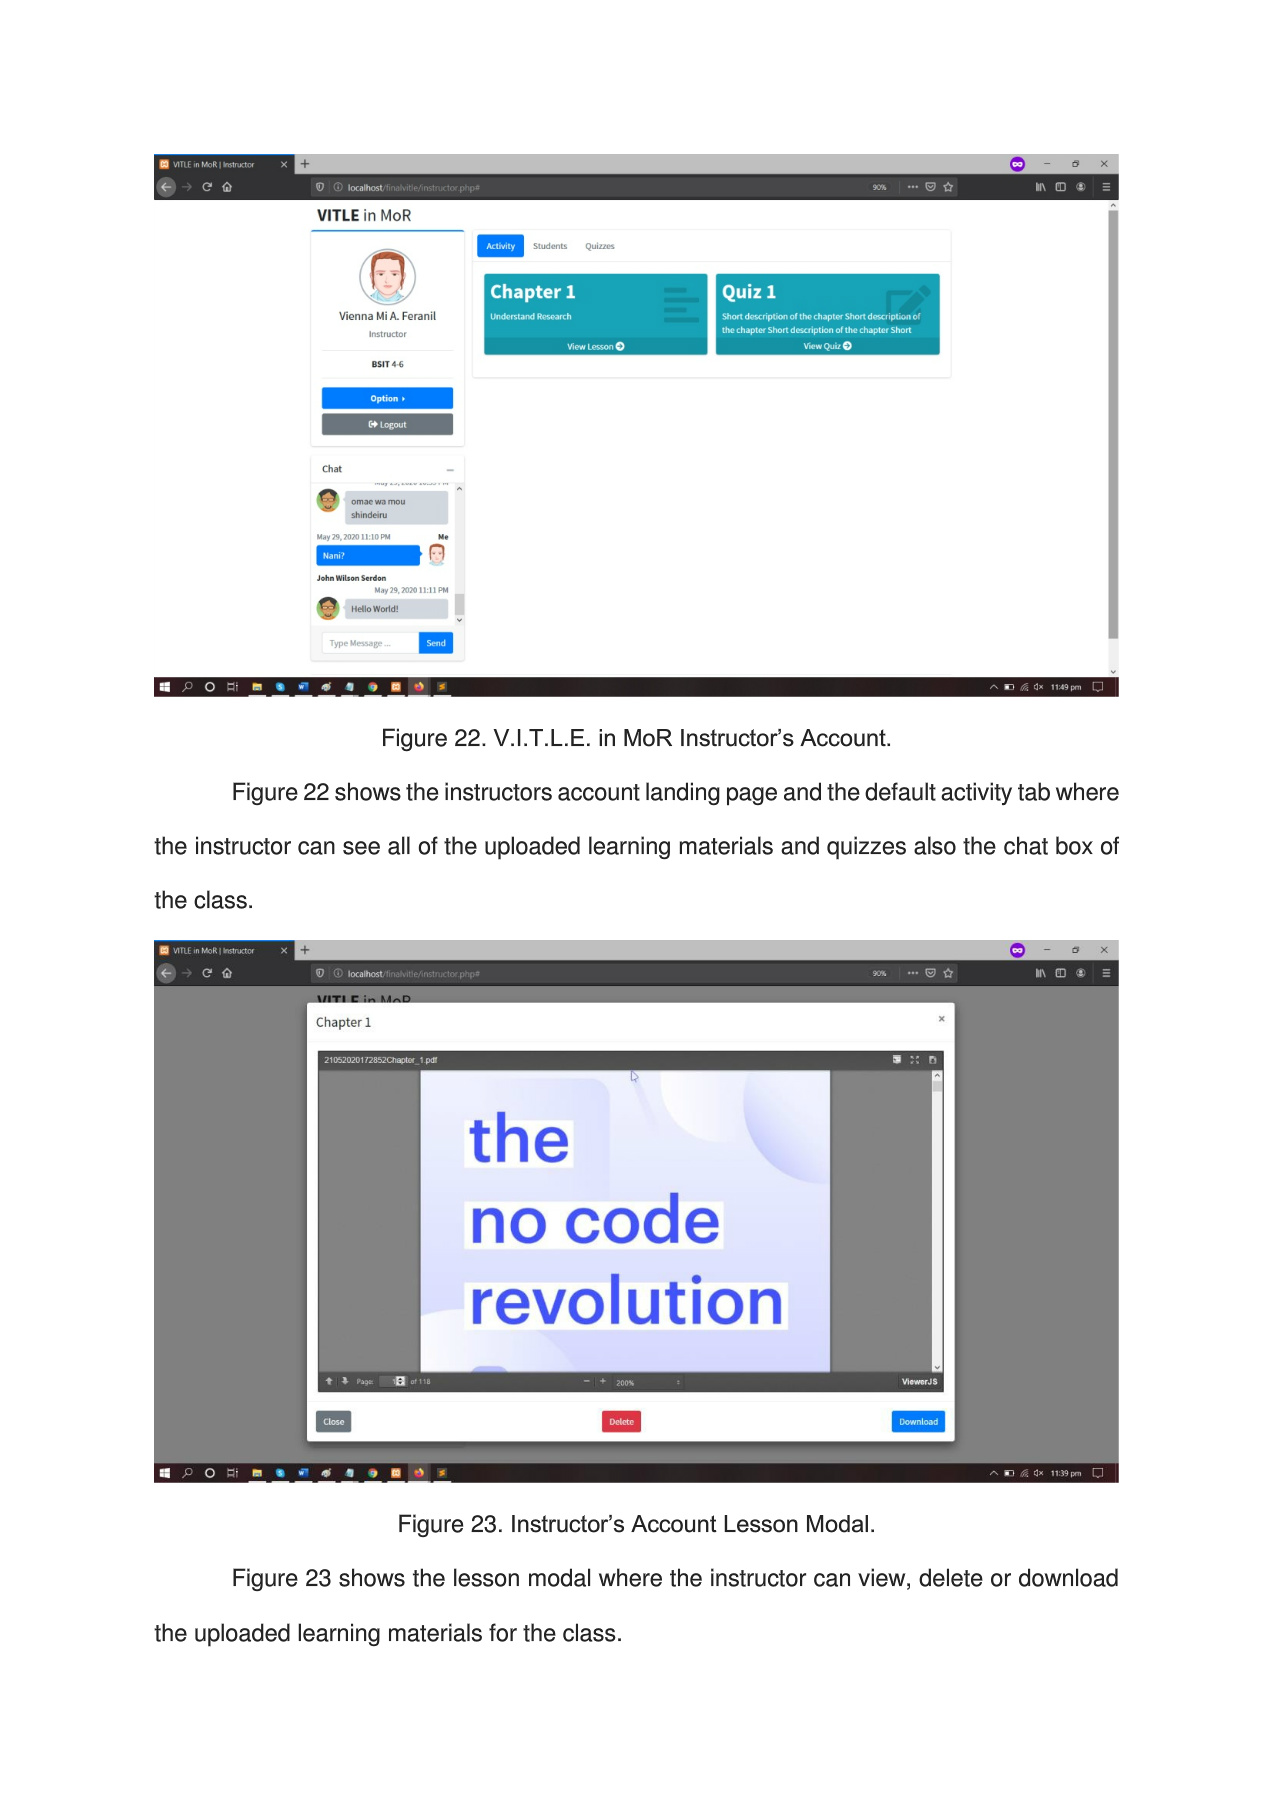 VITLE in MoR | Instructor
localhost/finalvitle/instructor.php#
90%
VITLE in MoR
Vienna Mi A. Feranil
Instructor
BSIT 4-6
Option
Logout
Activity Students Quizzes
Chapter 1
Understand Research
View Lesson
Quiz 1
Short description of the chapter Short description of
the chapter Short description of the chapter Short
View Quiz
Chat
omae wa mou
shindeiru
May 29, 2020 11:10 PM Me
Nani?
John Wilson Serdon
May 29, 2020 11:11 PM
Hello World!
Type Message ... Send
11:49 pm
Figure 22. V.I.T.L.E. in MoR Instructor’s Account.
Figure 22 shows the instructors account landing page and the default activity tab where
the instructor can see all of the uploaded learning materials and quizzes also the chat box of
the class.
VITLE in MoR | Instructor
localhost/finalvitle/instructor.php#
90%
VITLE in MoR
Chapter 1
21052020172852Chapter_1.pdf
the
no code
revolution
Page: 1 of 118
200%
ViewerJS
Close Delete Download
11:39 pm
Figure 23. Instructor’s Account Lesson Modal.
Figure 23 shows the lesson modal where the instructor can view, delete or download
the uploaded learning materials for the class.